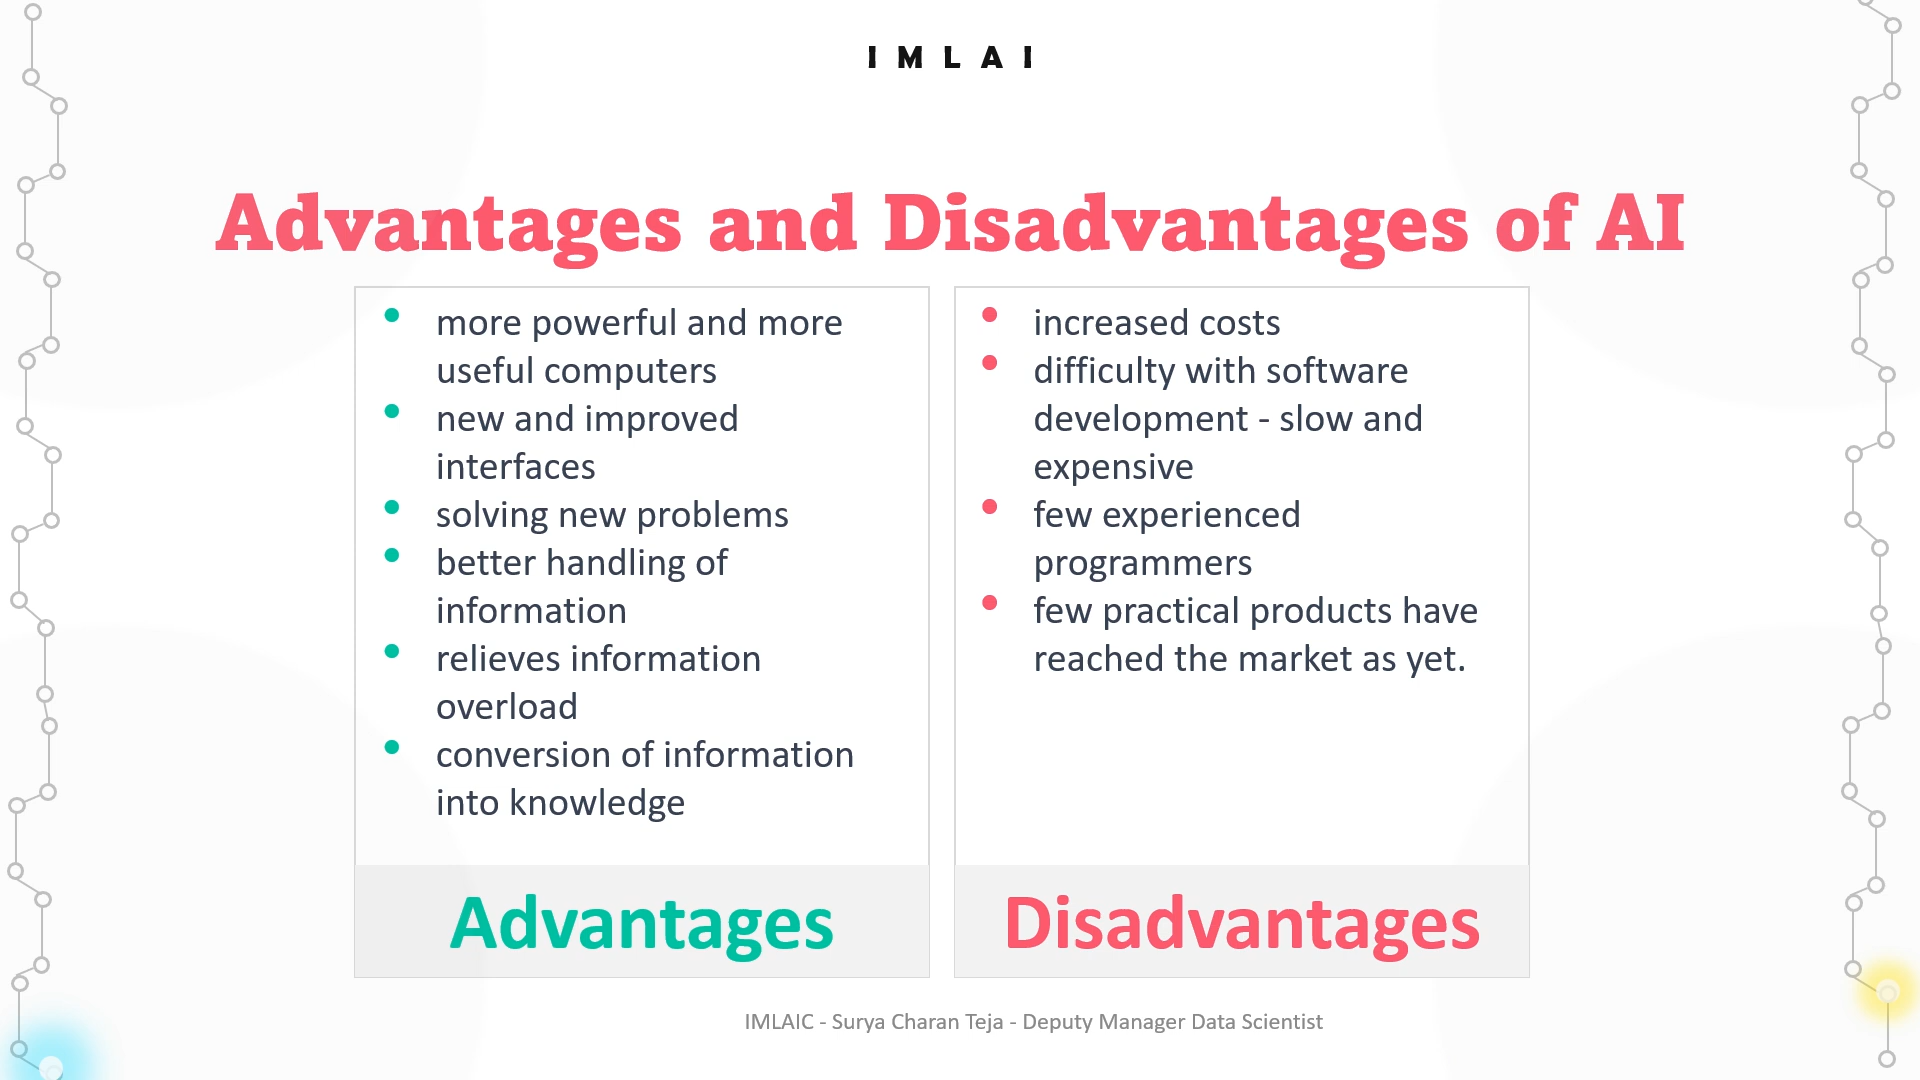 IMLAI
Advantages and Disadvantages of AI
more powerful and more
useful computers
new and improved
interfaces
solving new problems
better handling of
information
relieves information
overload
conversion of information
into knowledge
Advantages
increased costs
difficulty with software
development - slow and
expensive
few experienced
programmers
few practical products have
reached the market as yet.
Disadvantages
IMLAIC - Surya Charan Teja - Deputy Manager Data Scientist